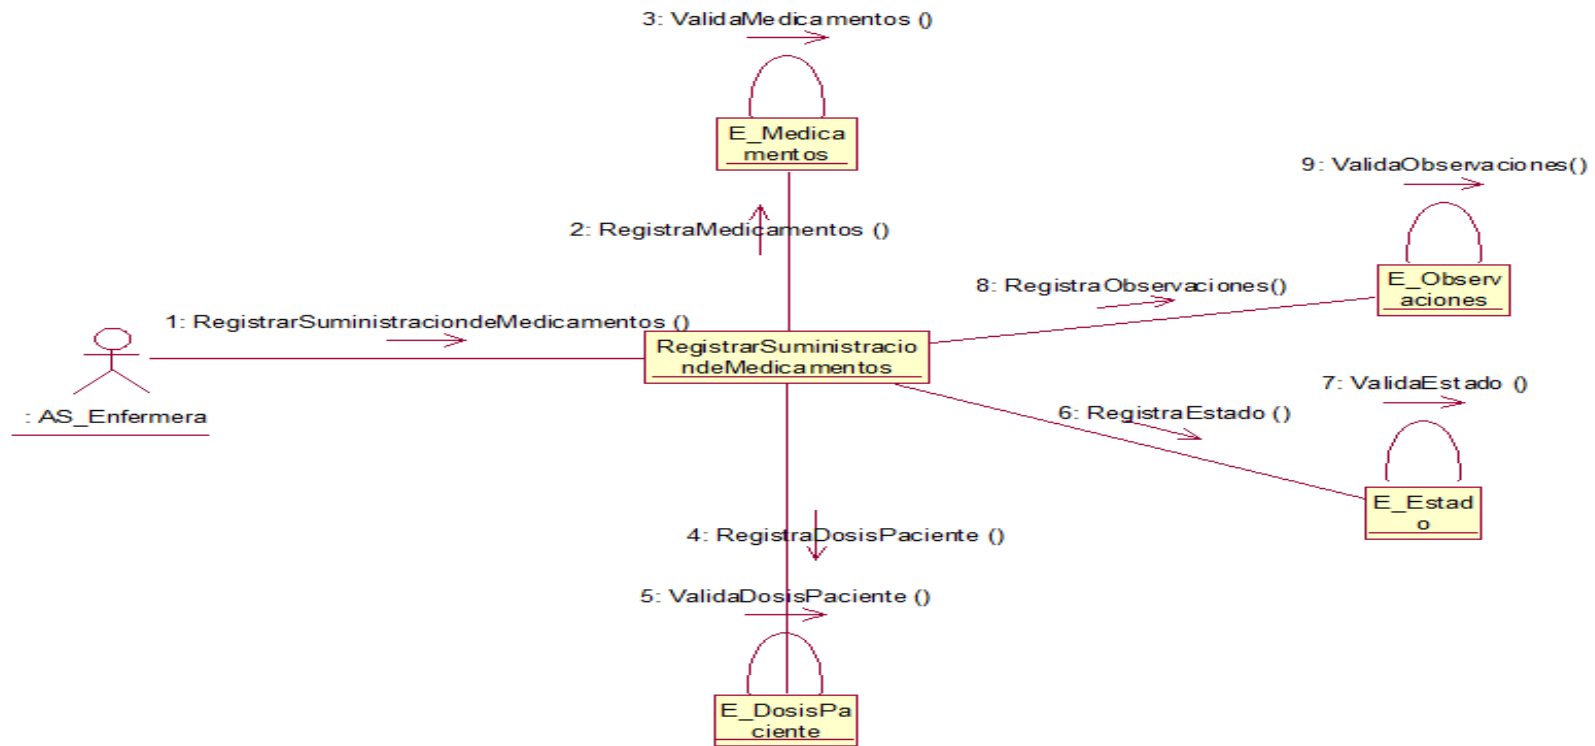 3: ValidaMedicamentos ()
E_Medica
mentos
9: ValidaObservaciones()
2: RegistraMedicamentos ()
E_Observ
aciones
8: RegistraObservaciones()
1: RegistrarSuministraciondeMedicamentos ()
RegistrarSuministracio
ndeMedicamentos
: AS_Enfermera
7: ValidaEstado ()
6: RegistraEstado ()
E_Estad
o
4: RegistraDosisPaciente ()
5: ValidaDosisPaciente ()
E_DosisPa
ciente